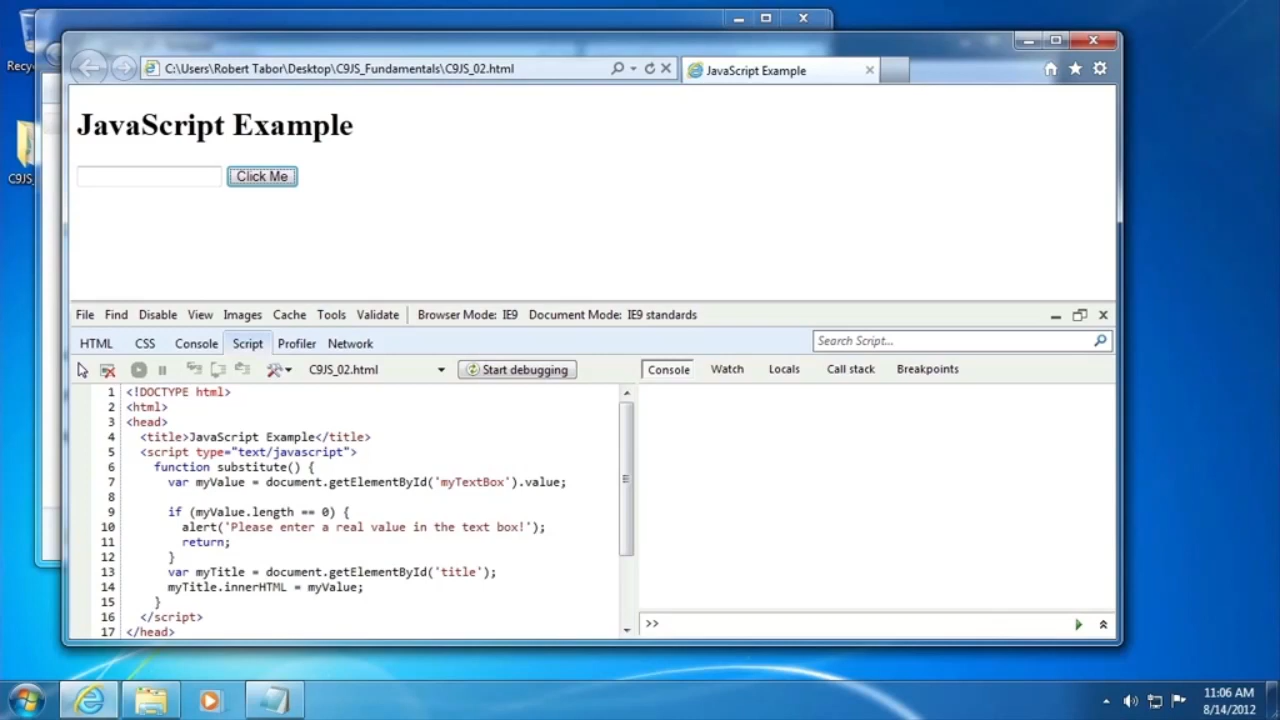 Recyc
C9JS_
C:\Users\Robert Tabor\Desktop\C9JS_Fundamentals\C9JS_02.html
JavaScript Example
JavaScript Example
Click Me
File Find Disable View Images Cache Tools Validate Browser Mode: IE9 Document Mode: IE9 standards
HTML CSS Console Script Profiler Network Search Script...
C9JS_02.html Start debugging Console Watch Locals Call stack Breakpoints
1 <!DOCTYPE html>
2 <html>
3 <head>
4 <title>JavaScript Example</title>
5 <script type="text/javascript">
6 function substitute() {
7 var myValue = document.getElementById('myTextBox').value;
8
9 if (myValue.length == 0) {
10 alert('Please enter a real value in the text box!');
11 return;
12 }
13 var myTitle = document.getElementById('title');
14 myTitle.innerHTML = myValue;
15 }
16 </script>
17 </head>
>>
11:06 AM
8/14/2012